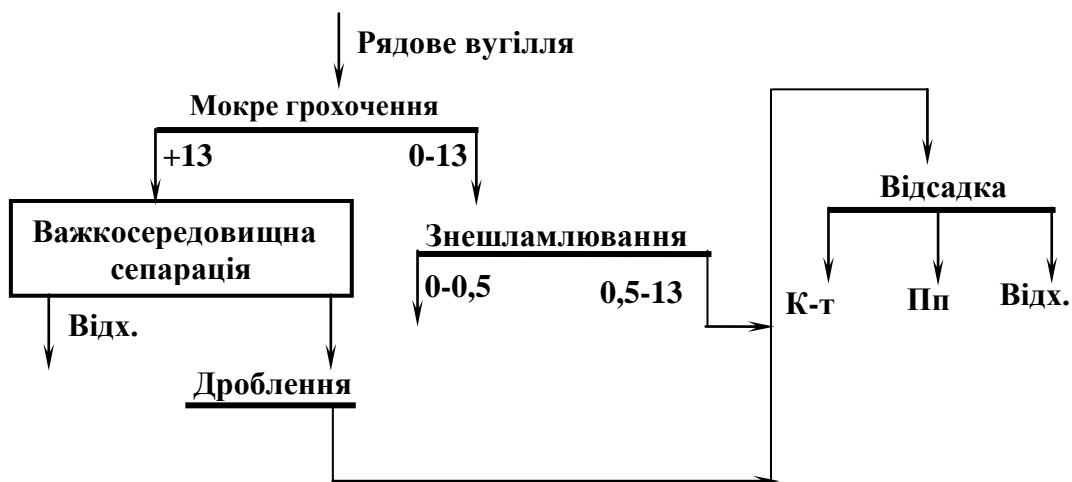 Рядове вугілля
Мокре грохочення
+13
0-13
Відсадка
Важкосередовищна
сепарація
Знешламлювання
0-0,5
0,5-13
К-т
Пп
Відх.
Відх.
Дроблення